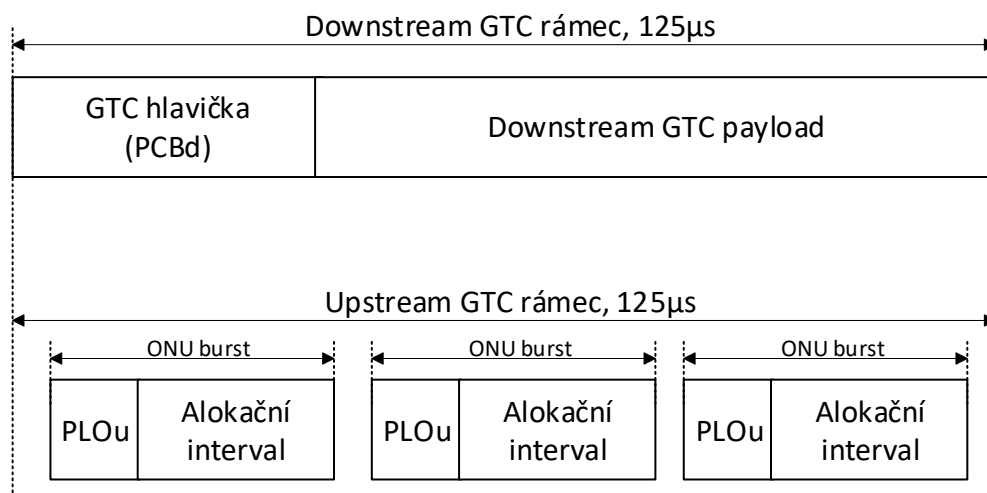 Downstream GTC rámec, 125µs
GTC hlavička
(PCBd)
Downstream GTC payload
Upstream GTC rámec, 125µs
ONU burst
ONU burst
ONU burst
PLOu
Alokační
interval
PLOu
Alokační
interval
PLOu
Alokační
interval